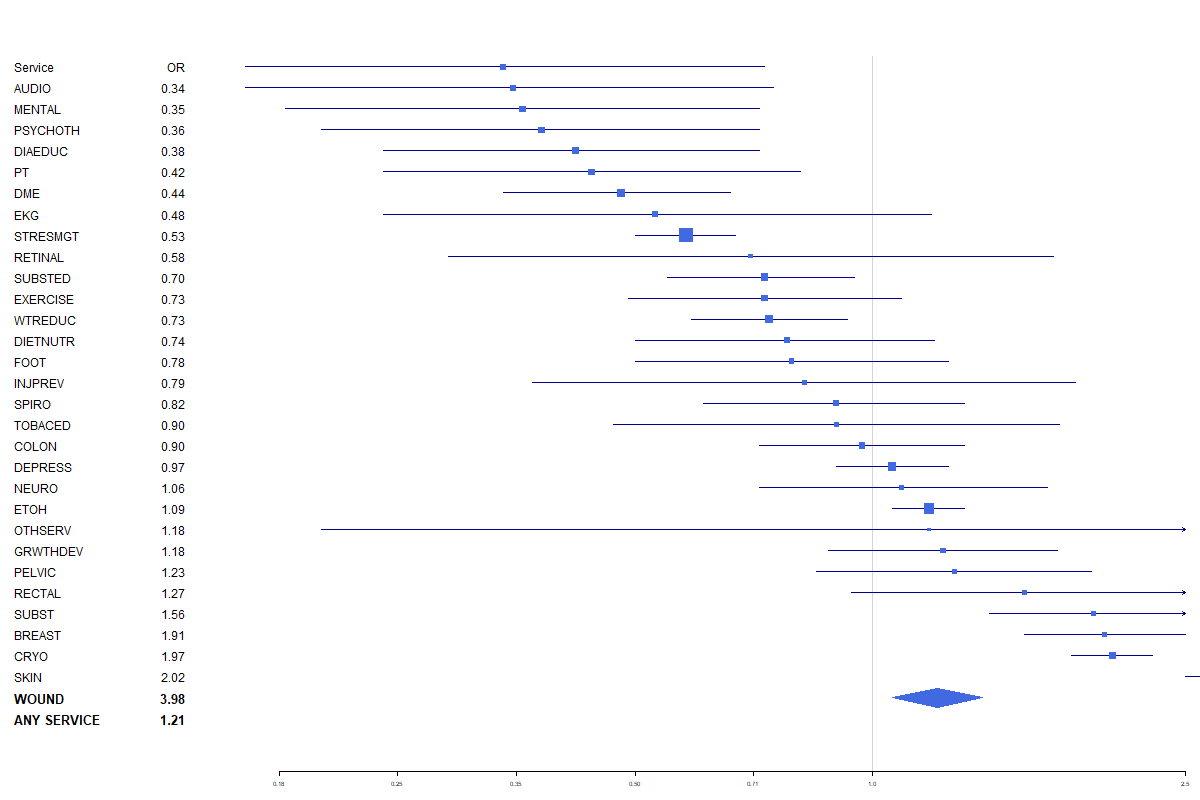 Service OR
AUDIO 0.34
MENTAL 0.35
PSYCHOTH 0.36
DIAEDUC 0.38
PT 0.42
DME 0.44
EKG 0.48
STRESMGT 0.53
RETINAL 0.58
SUBSTED 0.70
EXERCISE 0.73
WTREDUC 0.73
DIETNUTR 0.74
FOOT 0.78
INJPREV 0.79
SPIRO 0.82
TOBACED 0.90
COLON 0.90
DEPRESS 0.97
NEURO 1.06
ETOH 1.09
OTHSERV 1.18
GRWTHDEV 1.18
PELVIC 1.23
RECTAL 1.27
SUBST 1.56
BREAST 1.91
CRYO 1.97
SKIN 2.02
WOUND 3.98
ANY SERVICE 1.21
0.18 0.25 0.35 0.50 0.71 1.0 2.5